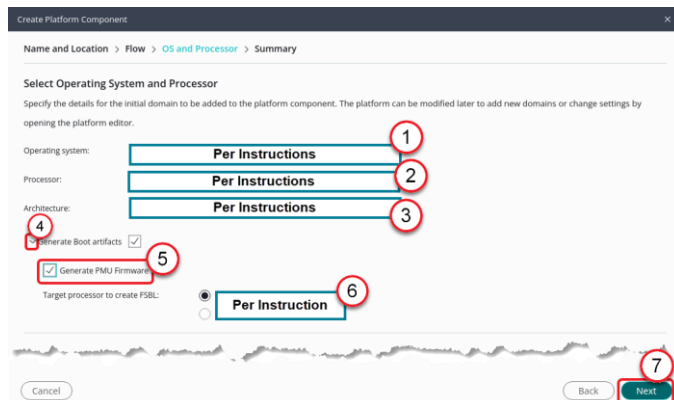 Create Platform Component ×
Name and Location > Flow > OS and Processor > Summary
Select Operating System and Processor
Specify the details for the initial domain to be added to the platform component. The platform can be modified later to add new domains or change settings by
opening the platform editor.
1
Operating system: Per Instructions
2
Processor: Per Instructions
Architecture: Per Instructions
3
4
Generate Boot artifacts
5
Generate PMU Firmware
6
Target processor to create FSBL: Per Instruction
7
Cancel Back Next